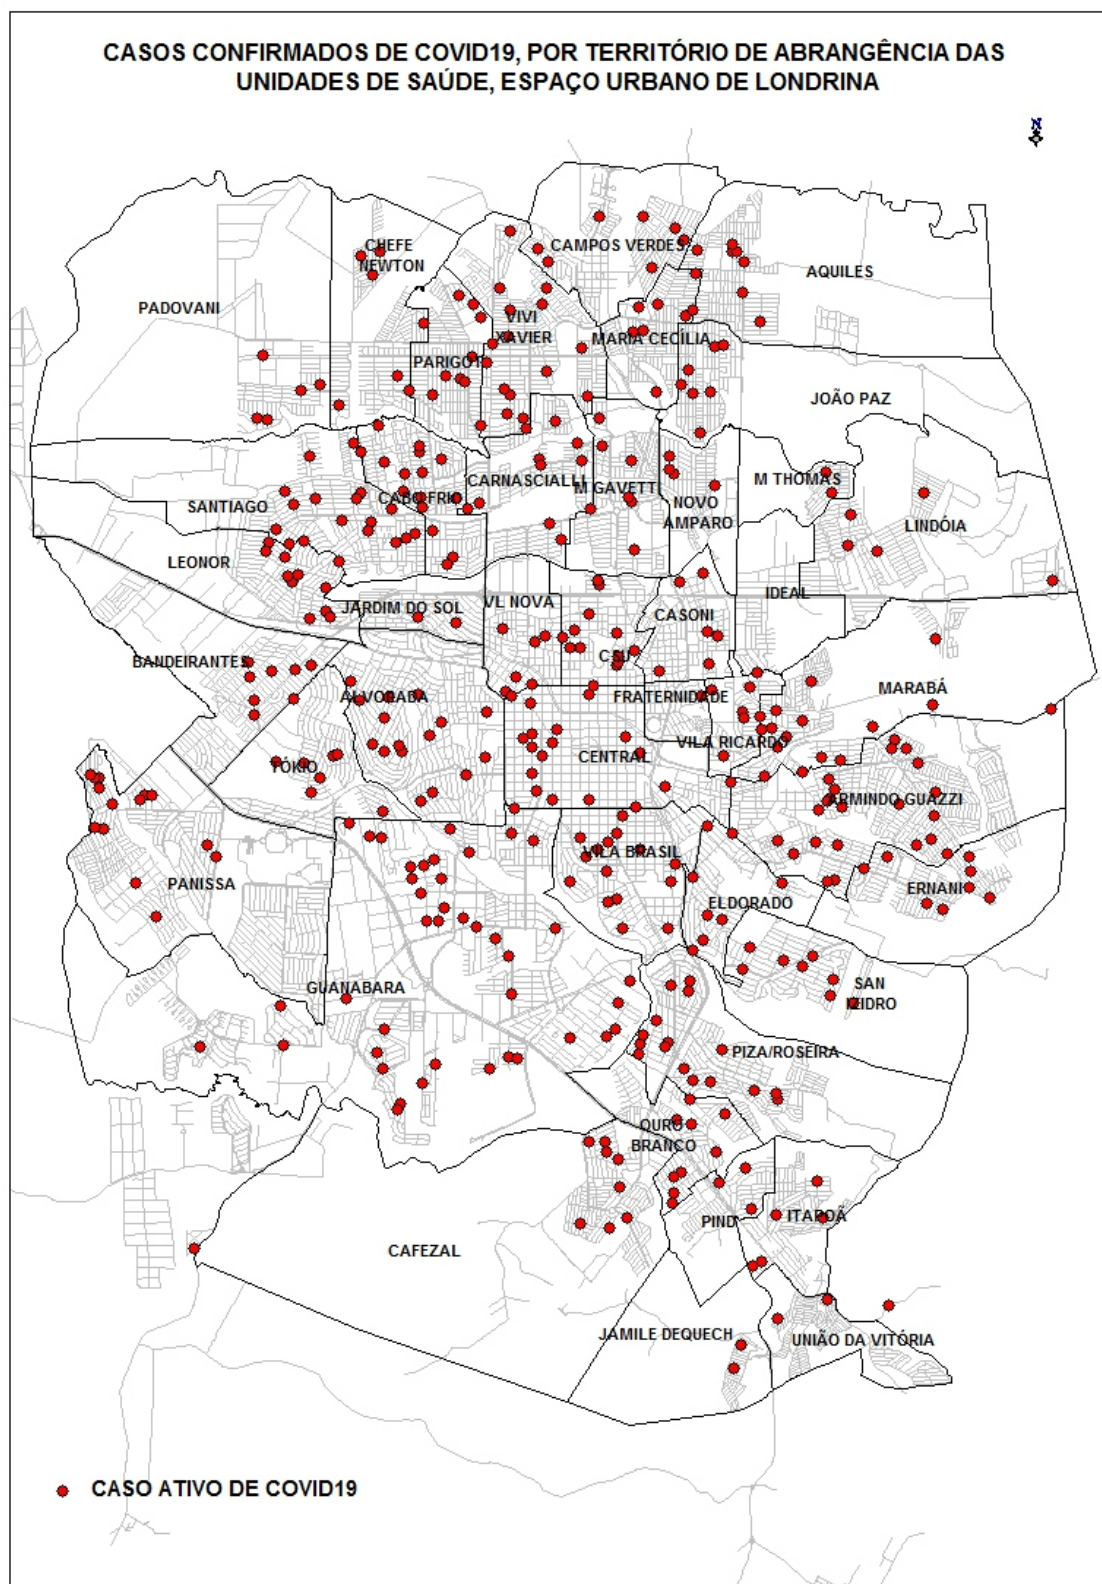 CASOS CONFIRMADOS DE COVID19, POR TERRITÓRIO DE ABRANGÊNCIA DAS
UNIDADES DE SAÚDE, ESPAÇO URBANO DE LONDRINA
N
CHEFE
NEWTON
CAMPOS VERDES
AQUILES
PADOVANI
VIVI
XAVIER
MARIA CECÍLIA
PARIGOT
JOÃO PAZ
CARNASCIALLI
M GAVETTI
M THOMAS
SANTIAGO
CABO FRIO
NOVO
AMPARO
LINDÓIA
LEONOR
IDEAL
JARDIM DO SOL
VL NOVA
CASONI
CSU
BANDEIRANTES
ALVORADA
FRATERNIDADE
MARABÁ
VILA RICARDO
TÓKIO
CENTRAL
ARMINDO GUAZZI
VILA BRASIL
PANISSA
ERNANI
ELDORADO
GUANABARA
SAN
IZIDRO
PIZA/ROSEIRA
OURO
BRANCO
PIND
ITAPOÃ
CAFEZAL
JAMILE DEQUECH
UNIÃO DA VITÓRIA
CASO ATIVO DE COVID19